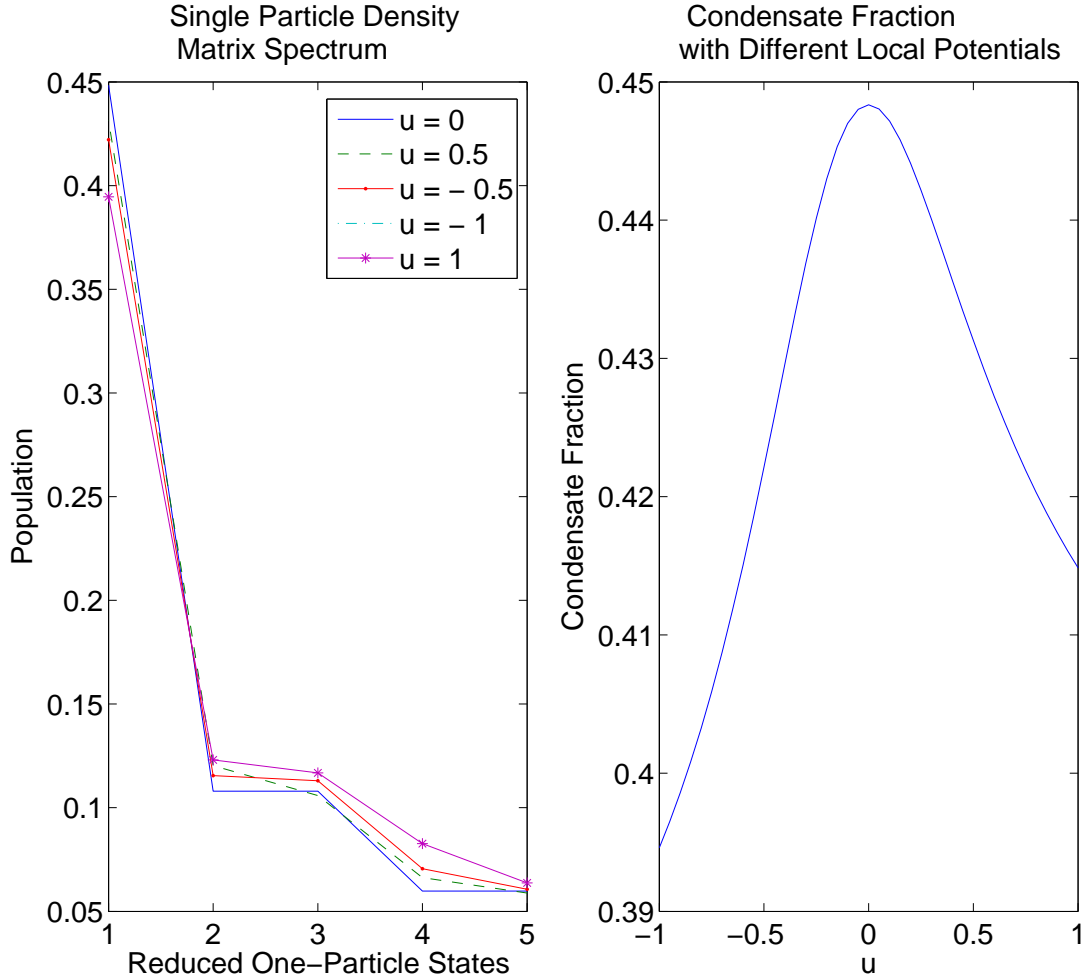 Single Particle Density
Matrix Spectrum
0.45
0.4
0.35
0.3
0.25
0.2
0.15
0.1
0.05
Population
1
2
3
4
5
Reduced One−Particle States
u = 0
u = 0.5
u = − 0.5
u = − 1
u = 1
Condensate Fraction
with Different Local Potentials
0.45
0.44
0.43
0.42
0.41
0.4
0.39
Condensate Fraction
−1
−0.5
0
0.5
1
u